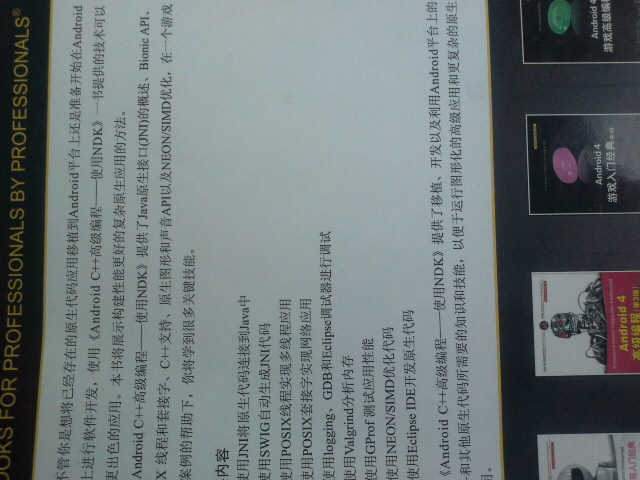 OOKS FOR PROFESSIONALS BY PROFESSIONALS®
不管你是想将已经存在的原生代码应用移植到Android平台上还是准备开始在Android
上进行软件开发，使用《Android C++高级编程——使用NDK》一书提供的技术可以
更出色的应用。本书将展示构建性能更好的复杂原生应用的方法。
Android C++高级编程——使用NDK》提供了Java原生接口(JNI)的概述、Bionic API、
X 线程和套接字、C++支持、原生图形和声音API以及NEON/SIMD优化，在一个游戏
案例的帮助下，你将学到很多关键技能。
内容
使用JNI将原生代码连接到Java中
使用SWIG自动生成JNI代码
使用POSIX线程实现多线程应用
使用POSIX套接字实现网络应用
使用logging、GDB和Eclipse调试器进行调试
使用Valgrind分析内存
使用GProf 测试应用性能
使用NEON/SIMD优化代码
使用Eclipse IDE开发原生代码
《Android C++高级编程——使用NDK》提供了移植、开发以及利用Android平台上的
和其他原生代码所需要的知识和技能，以便于运行图形化的高级应用和更复杂的原生
用。
Android 4
游戏高级编程
Android 4
游戏入门经典
Android 4
高级编程